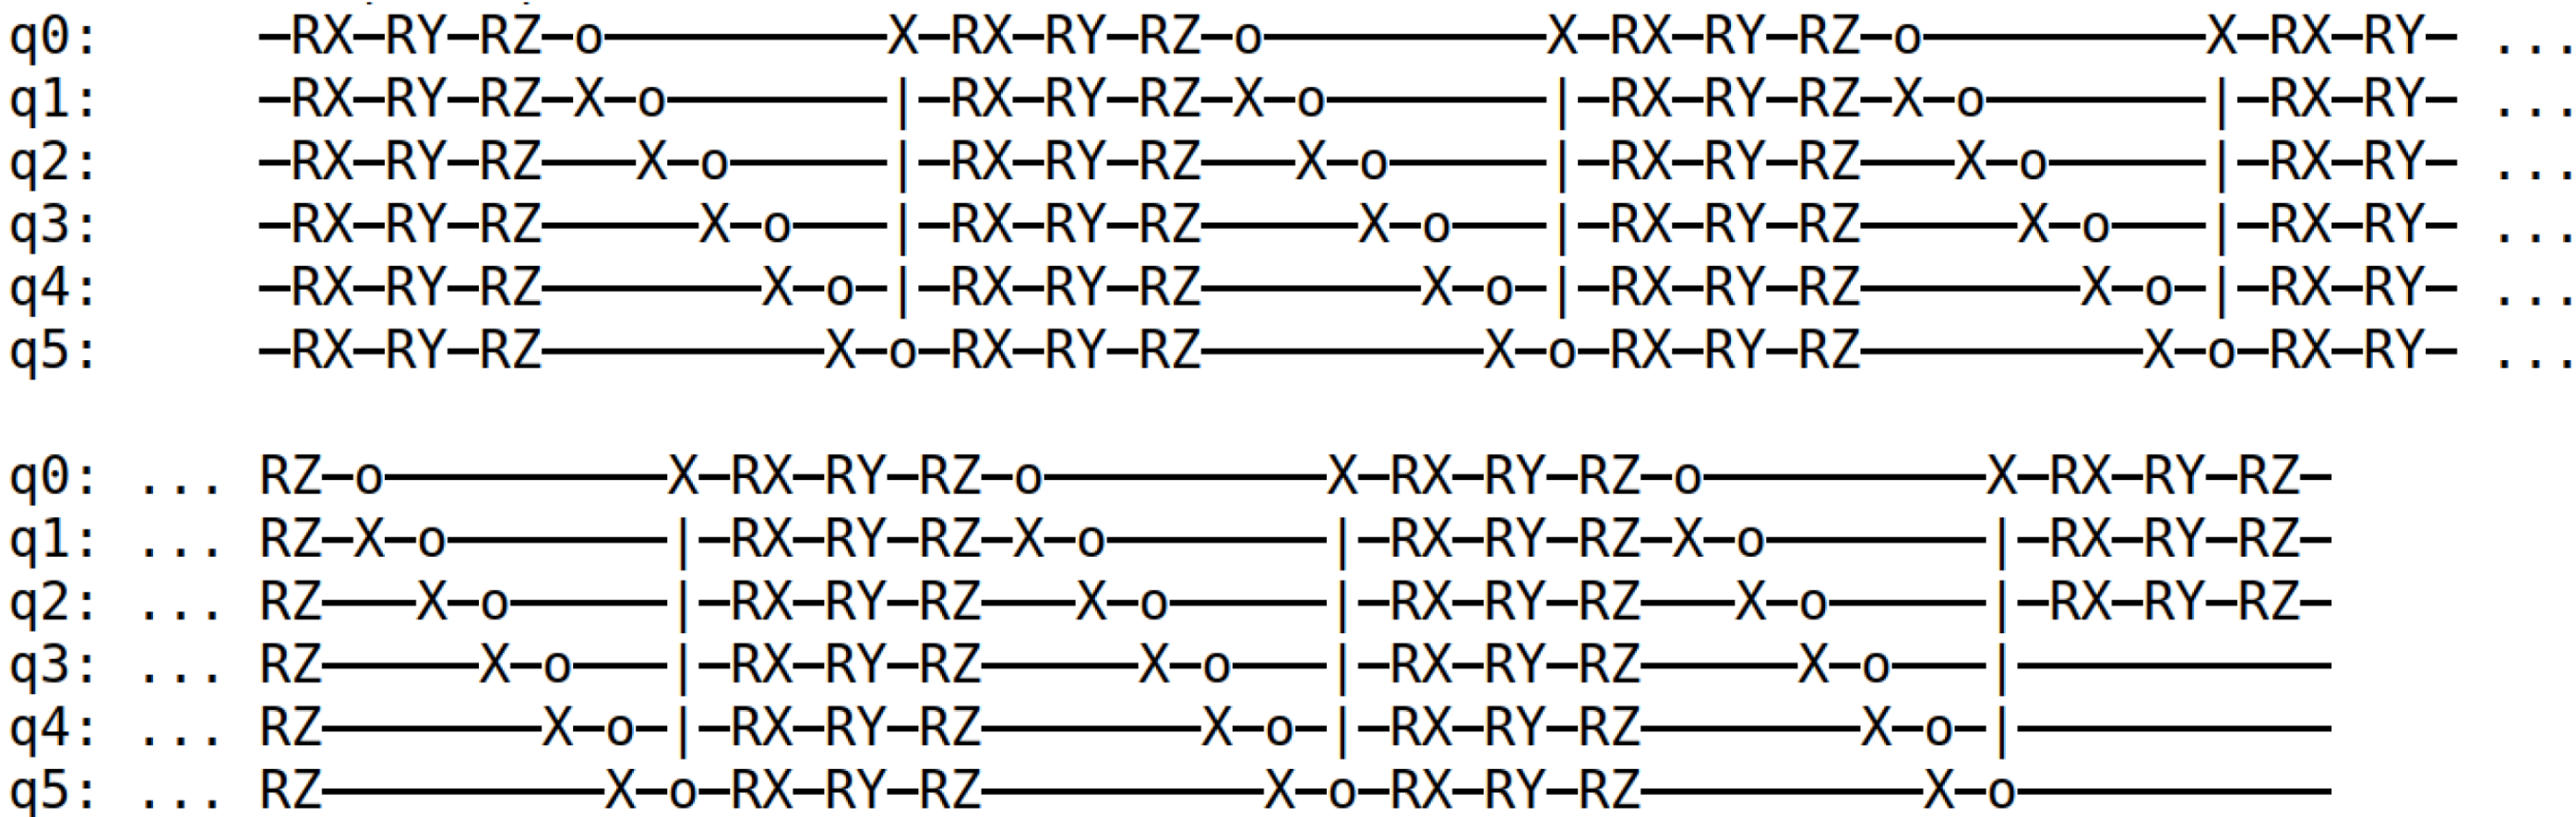 q0: ─RX─RY─RZ─o─────────X─RX─RY─RZ─o─────────X─RX─RY─RZ─o─────────X─RX─RY─ ...
q1: ─RX─RY─RZ─X─o───────|─RX─RY─RZ─X─o───────|─RX─RY─RZ─X─o───────|─RX─RY─ ...
q2: ─RX─RY─RZ───X─o─────|─RX─RY─RZ───X─o─────|─RX─RY─RZ───X─o─────|─RX─RY─ ...
q3: ─RX─RY─RZ─────X─o───|─RX─RY─RZ─────X─o───|─RX─RY─RZ─────X─o───|─RX─RY─ ...
q4: ─RX─RY─RZ───────X─o─|─RX─RY─RZ───────X─o─|─RX─RY─RZ───────X─o─|─RX─RY─ ...
q5: ─RX─RY─RZ─────────X─o─RX─RY─RZ─────────X─o─RX─RY─RZ─────────X─o─RX─RY─ ...
q0: ... RZ─o─────────X─RX─RY─RZ─o─────────X─RX─RY─RZ─o─────────X─RX─RY─RZ─
q1: ... RZ─X─o───────|─RX─RY─RZ─X─o───────|─RX─RY─RZ─X─o───────|─RX─RY─RZ─
q2: ... RZ───X─o─────|─RX─RY─RZ───X─o─────|─RX─RY─RZ───X─o─────|─RX─RY─RZ─
q3: ... RZ─────X─o───|─RX─RY─RZ─────X─o───|─RX─RY─RZ─────X─o───|──────────
q4: ... RZ───────X─o─|─RX─RY─RZ───────X─o─|─RX─RY─RZ───────X─o─|──────────
q5: ... RZ─────────X─o─RX─RY─RZ─────────X─o─RX─RY─RZ─────────X─o──────────